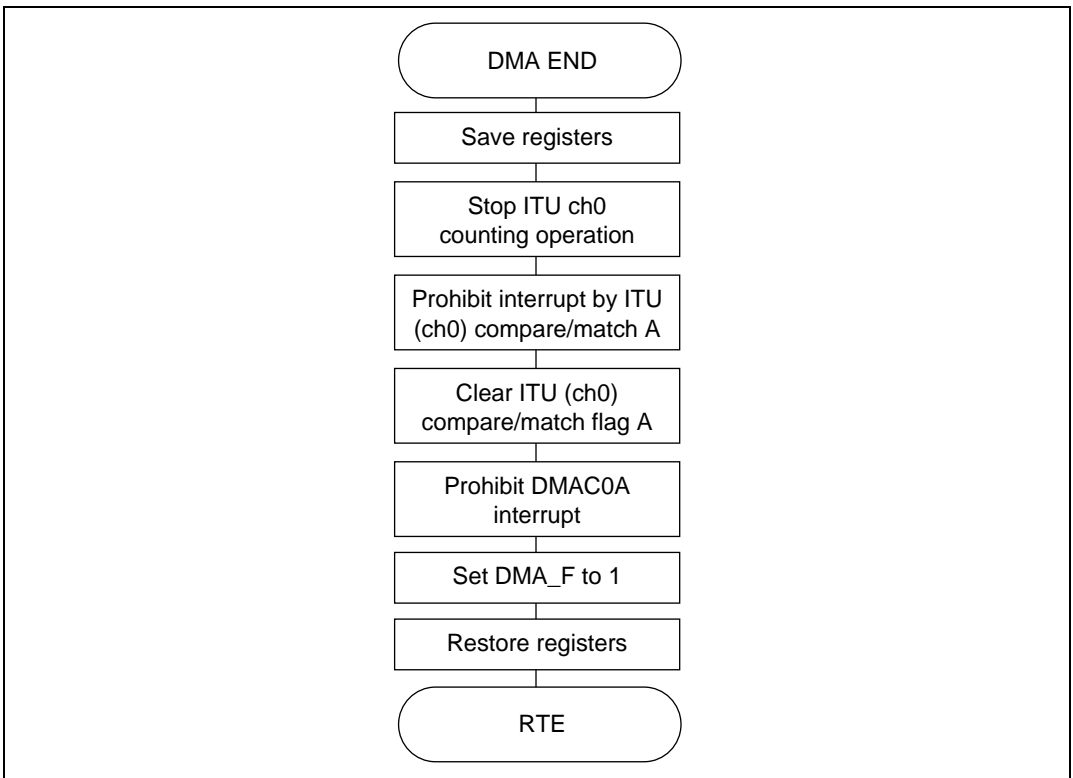 DMA END
Save registers
Stop ITU ch0
counting operation
Prohibit interrupt by ITU
(ch0) compare/match A
Clear ITU (ch0)
compare/match flag A
Prohibit DMAC0A
interrupt
Set DMA_F to 1
Restore registers
RTE